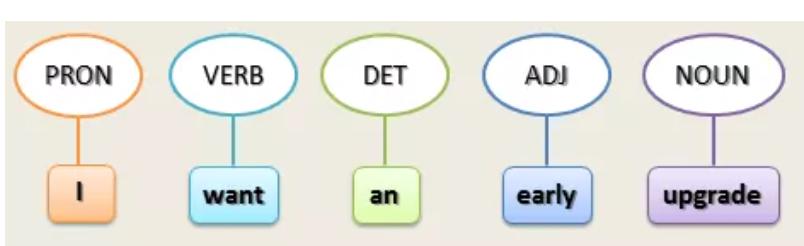 PRON VERB DET ADJ NOUN
I want an early upgrade